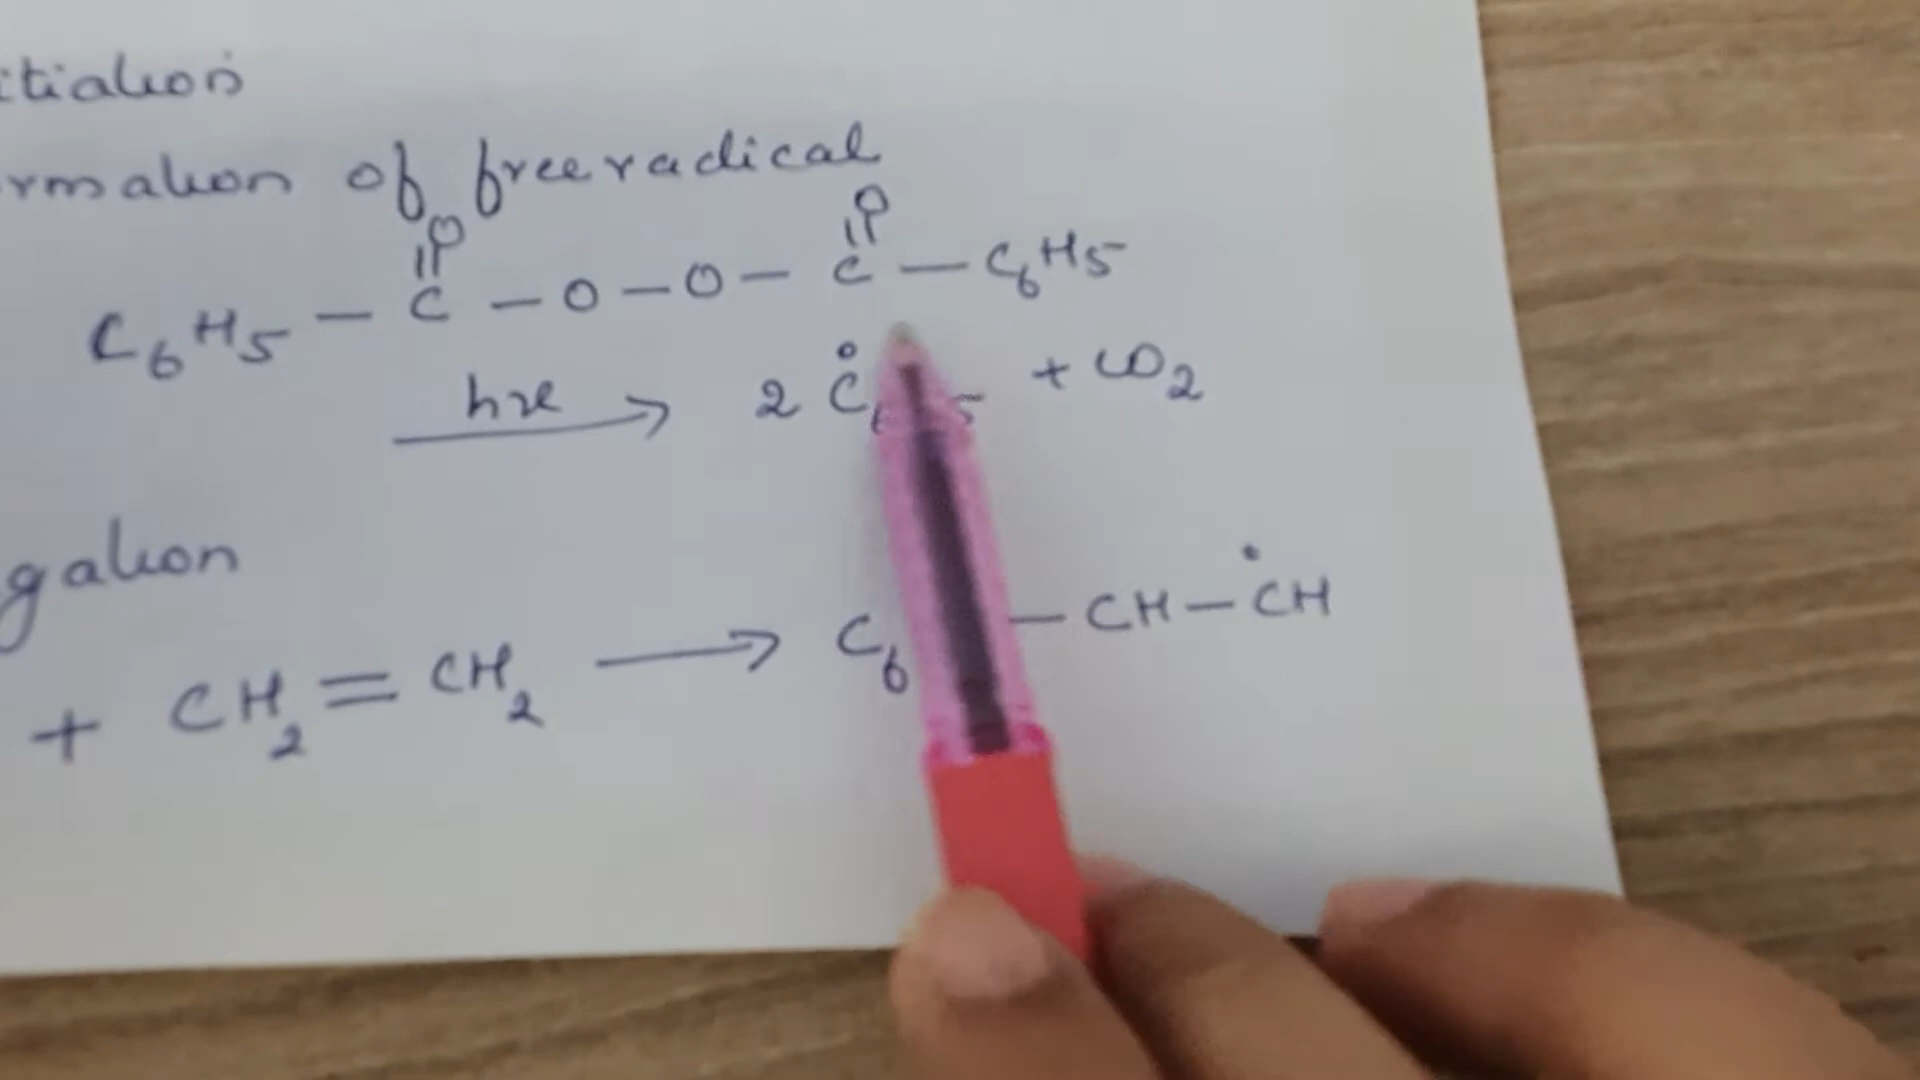 itiation
rmation of free radical
O O
C6H5 — C — O — O — C — C6H5
hν → 2 C + CO2
gation
+ CH2 = CH2 → C6 — CH — CH